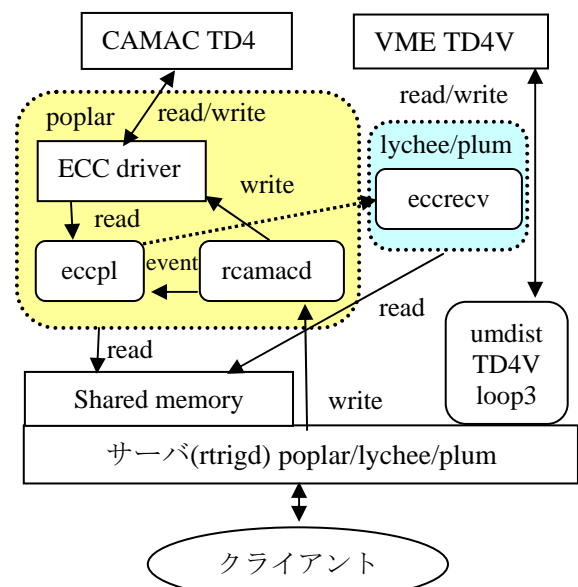 CAMAC TD4
VME TD4V
read/write
read/write
poplar
lychee/plum
ECC driver
write
eccrecv
read
event
eccpl
rcamacd
read
umdist
TD4V
loop3
read
Shared memory
write
サーバ(rtrigd) poplar/lychee/plum
クライアント